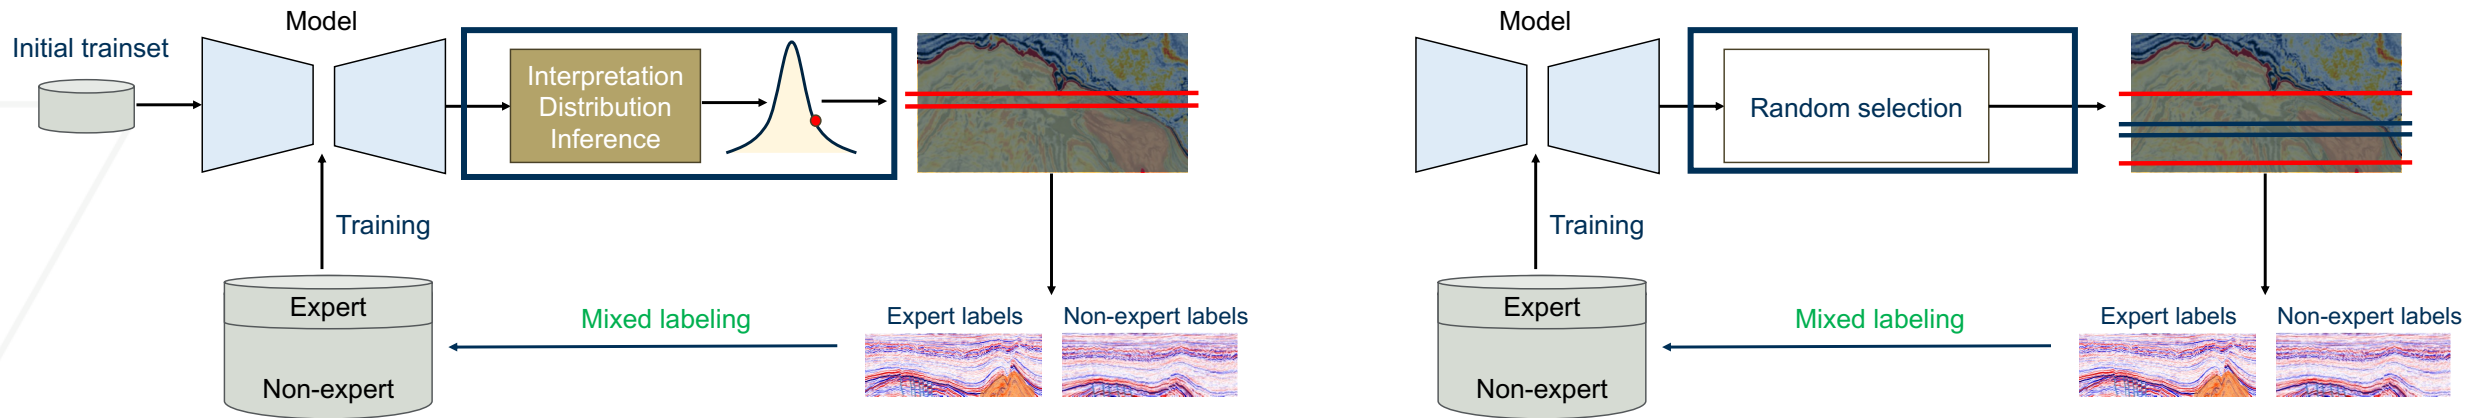 Model
Initial trainset
Interpretation
Distribution
Inference
Training
Expert
Non-expert
Mixed labeling
Expert labels
Non-expert labels
Model
Random selection
Training
Expert
Non-expert
Mixed labeling
Expert labels
Non-expert labels